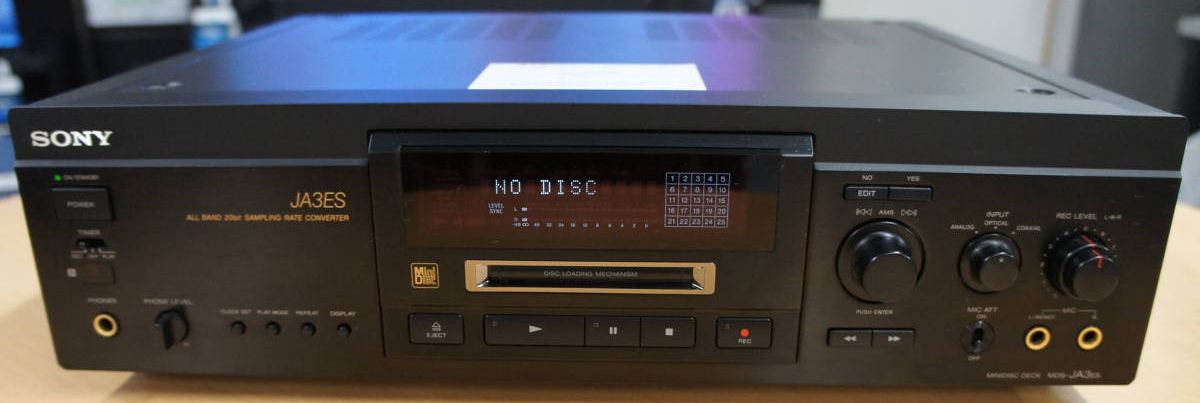 SONY
ON/STANDBY
POWER
TIMER
REC OFF PLAY
PHONES
PHONE LEVEL
JA3ES
ALL BAND 20bit SAMPLING RATE CONVERTER
CLOCK SET PLAY MODE REPEAT DISPLAY
NO DISC
LEVEL
SYNC
L
R
1 2 3 4 5
6 7 8 9 10
11 12 13 14 15
16 17 18 19 20
21 22 23 24 25
Mini
Disc
DISC LOADING MECHANISM
EJECT
REC
NO YES
EDIT
AMS
PUSH ENTER
INPUT
ANALOG OPTICAL COAXIAL
REC LEVEL L R
MIC ATT
ON
OFF
L/MONO MIC R
MINIDISC DECK MDS-JA3ES